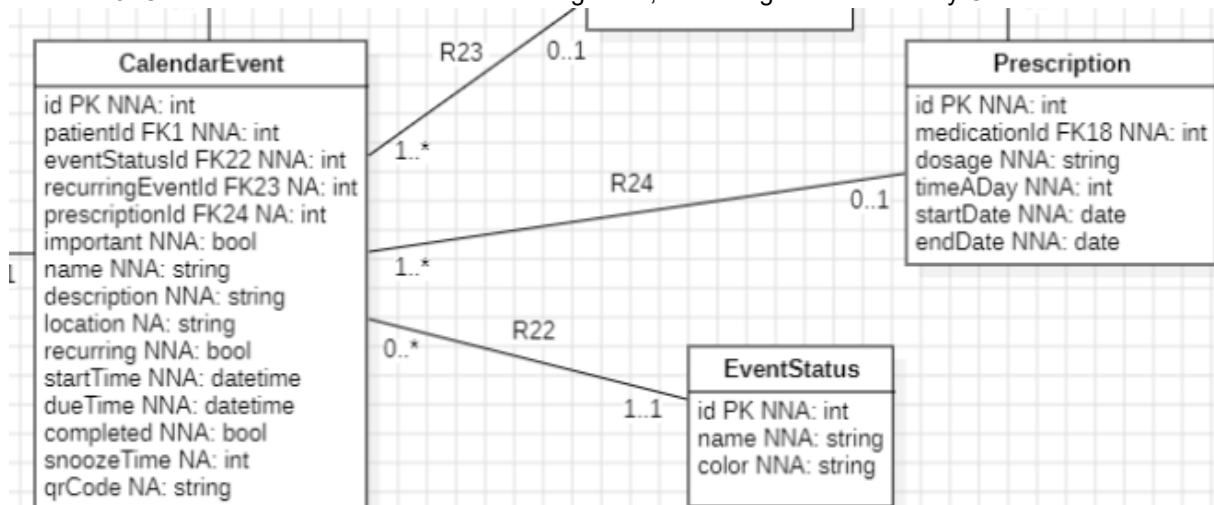 R23
0..1
CalendarEvent
id PK NNA: int
patientId FK1 NNA: int
eventStatusId FK22 NNA: int
recurringEventId FK23 NA: int
prescriptionId FK24 NA: int
important NNA: bool
name NNA: string
description NNA: string
location NA: string
recurring NNA: bool
startTime NNA: datetime
dueTime NNA: datetime
completed NNA: bool
snoozeTime NA: int
qrCode NA: string
1..*
R24
0..1
1..*
Prescription
id PK NNA: int
medicationId FK18 NNA: int
dosage NNA: string
timeADay NNA: int
startDate NNA: date
endDate NNA: date
R22
0..*
1..1
EventStatus
id PK NNA: int
name NNA: string
color NNA: string